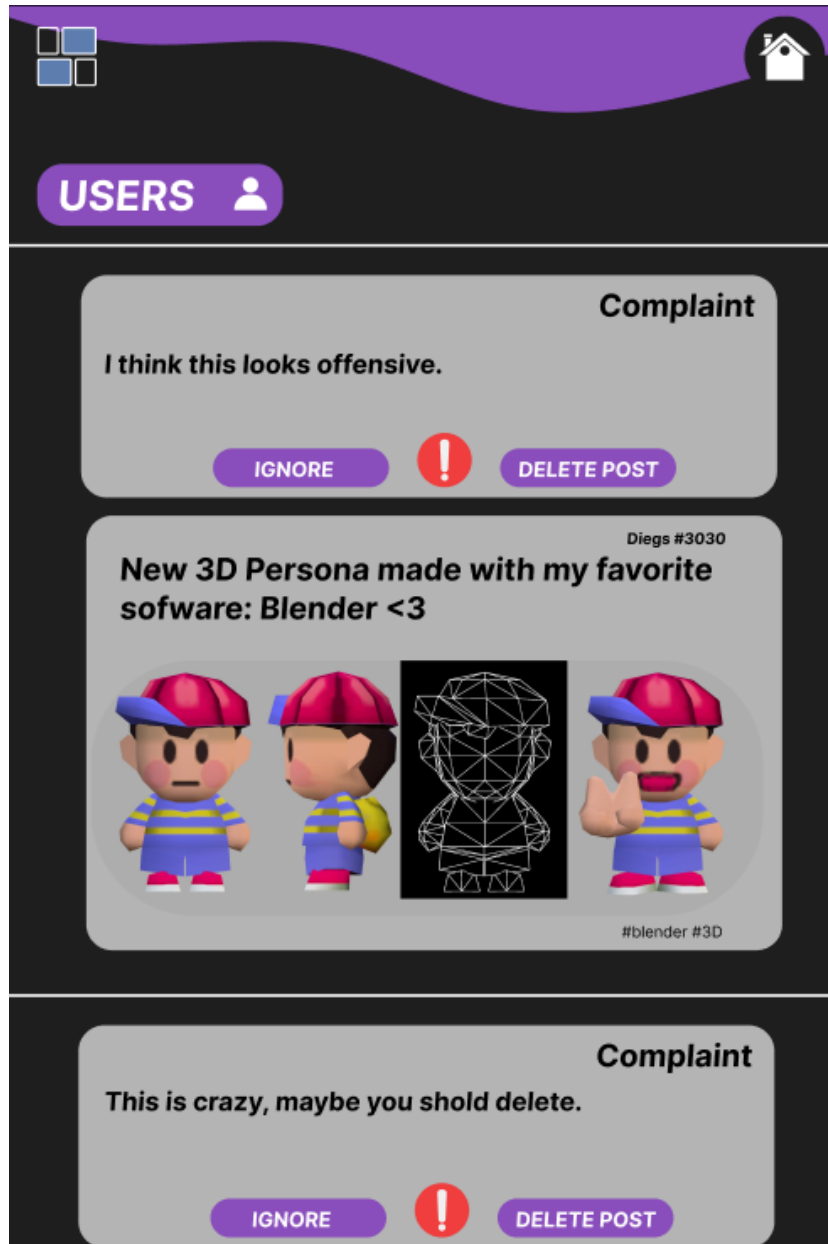 USERS
Complaint
I think this looks offensive.
IGNORE
DELETE POST
Diegs #3030
New 3D Persona made with my favorite
sofware: Blender <3
#blender #3D
Complaint
This is crazy, maybe you shold delete.
IGNORE
DELETE POST